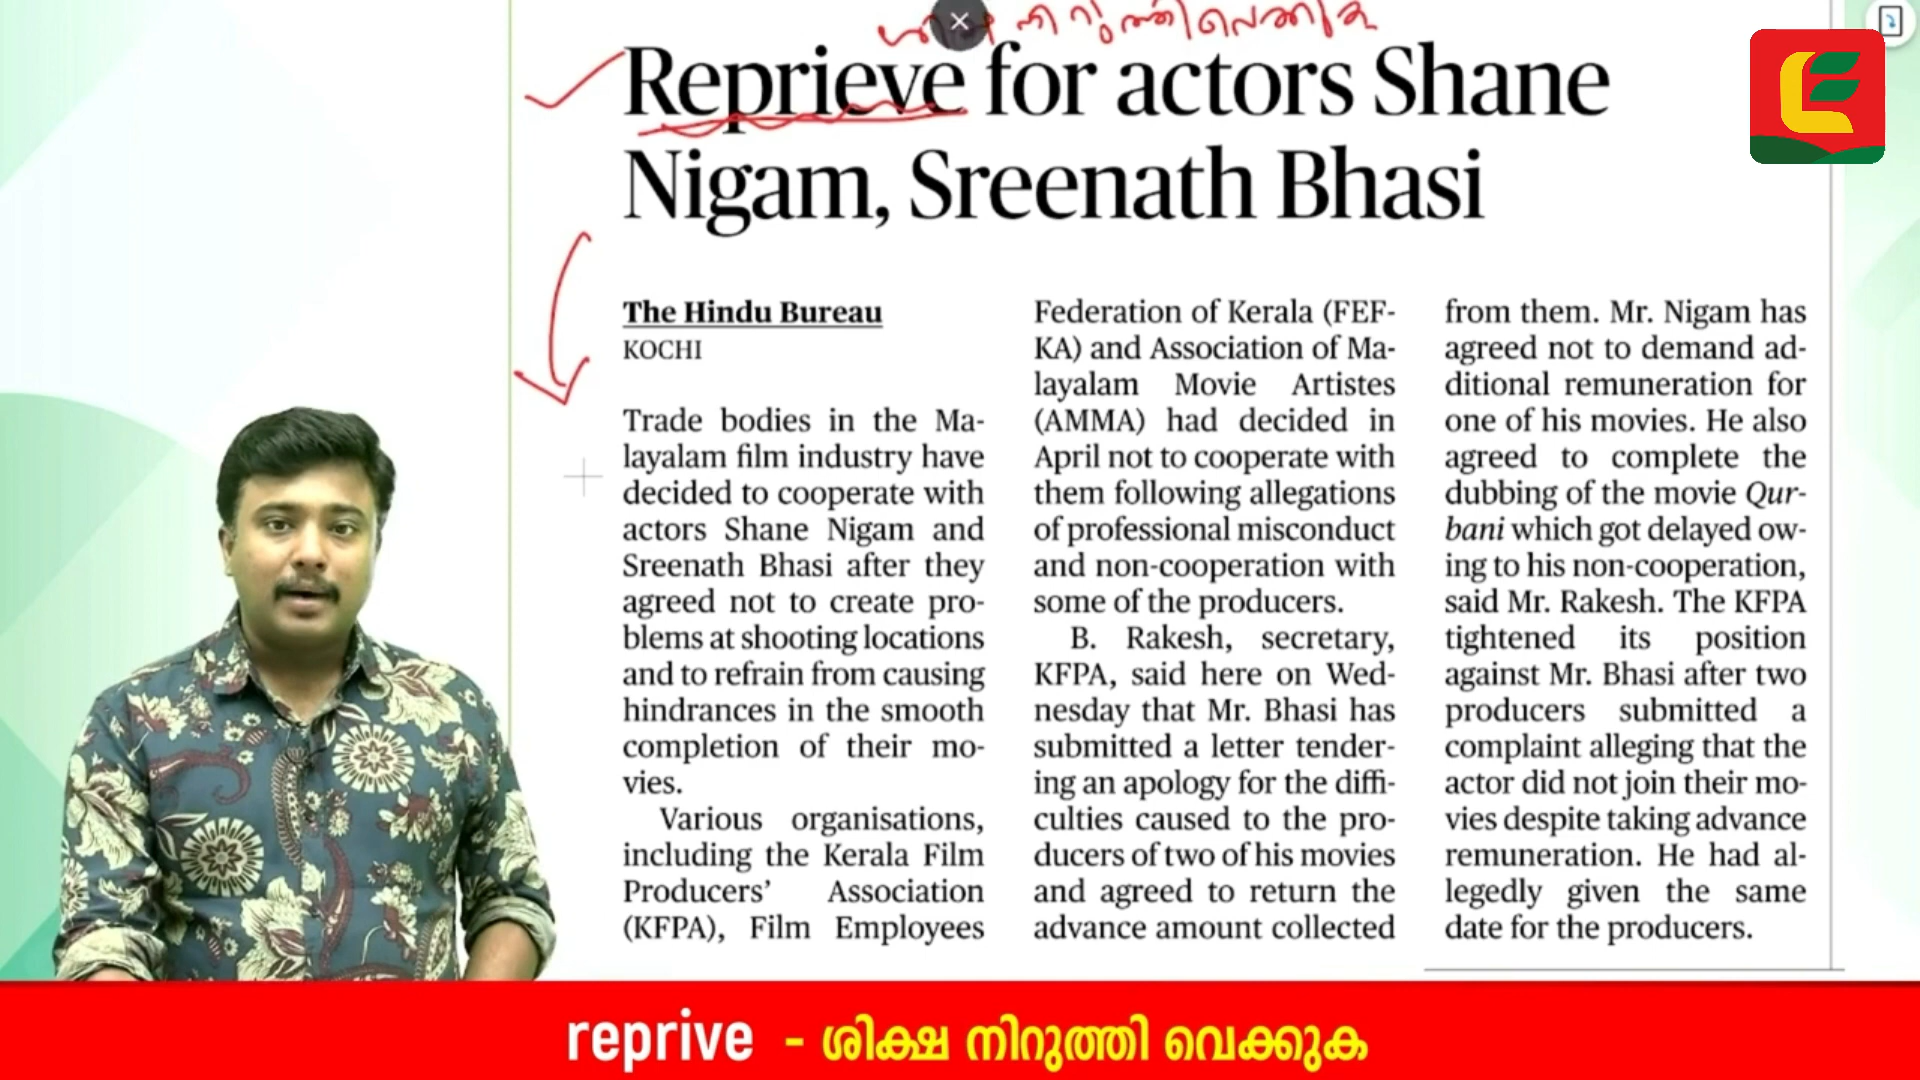 ശിക്ഷ നിറുത്തിവെക്കുക
Reprieve for actors Shane
Nigam, Sreenath Bhasi
The Hindu Bureau
KOCHI
Trade bodies in the Ma-
layalam film industry have
decided to cooperate with
actors Shane Nigam and
Sreenath Bhasi after they
agreed not to create pro-
blems at shooting locations
and to refrain from causing
hindrances in the smooth
completion of their mo-
vies.
Various organisations,
including the Kerala Film
Producers’ Association
(KFPA), Film Employees
Federation of Kerala (FEF-
KA) and Association of Ma-
layalam Movie Artistes
(AMMA) had decided in
April not to cooperate with
them following allegations
of professional misconduct
and non-cooperation with
some of the producers.
B. Rakesh, secretary,
KFPA, said here on Wed-
nesday that Mr. Bhasi has
submitted a letter tender-
ing an apology for the diffi-
culties caused to the pro-
ducers of two of his movies
and agreed to return the
advance amount collected
from them. Mr. Nigam has
agreed not to demand ad-
ditional remuneration for
one of his movies. He also
agreed to complete the
dubbing of the movie Qur-
bani which got delayed ow-
ing to his non-cooperation,
said Mr. Rakesh. The KFPA
tightened its position
against Mr. Bhasi after two
producers submitted a
complaint alleging that the
actor did not join their mo-
vies despite taking advance
remuneration. He had al-
legedly given the same
date for the producers.
reprive - ശിക്ഷ നിറുത്തി വെക്കുക